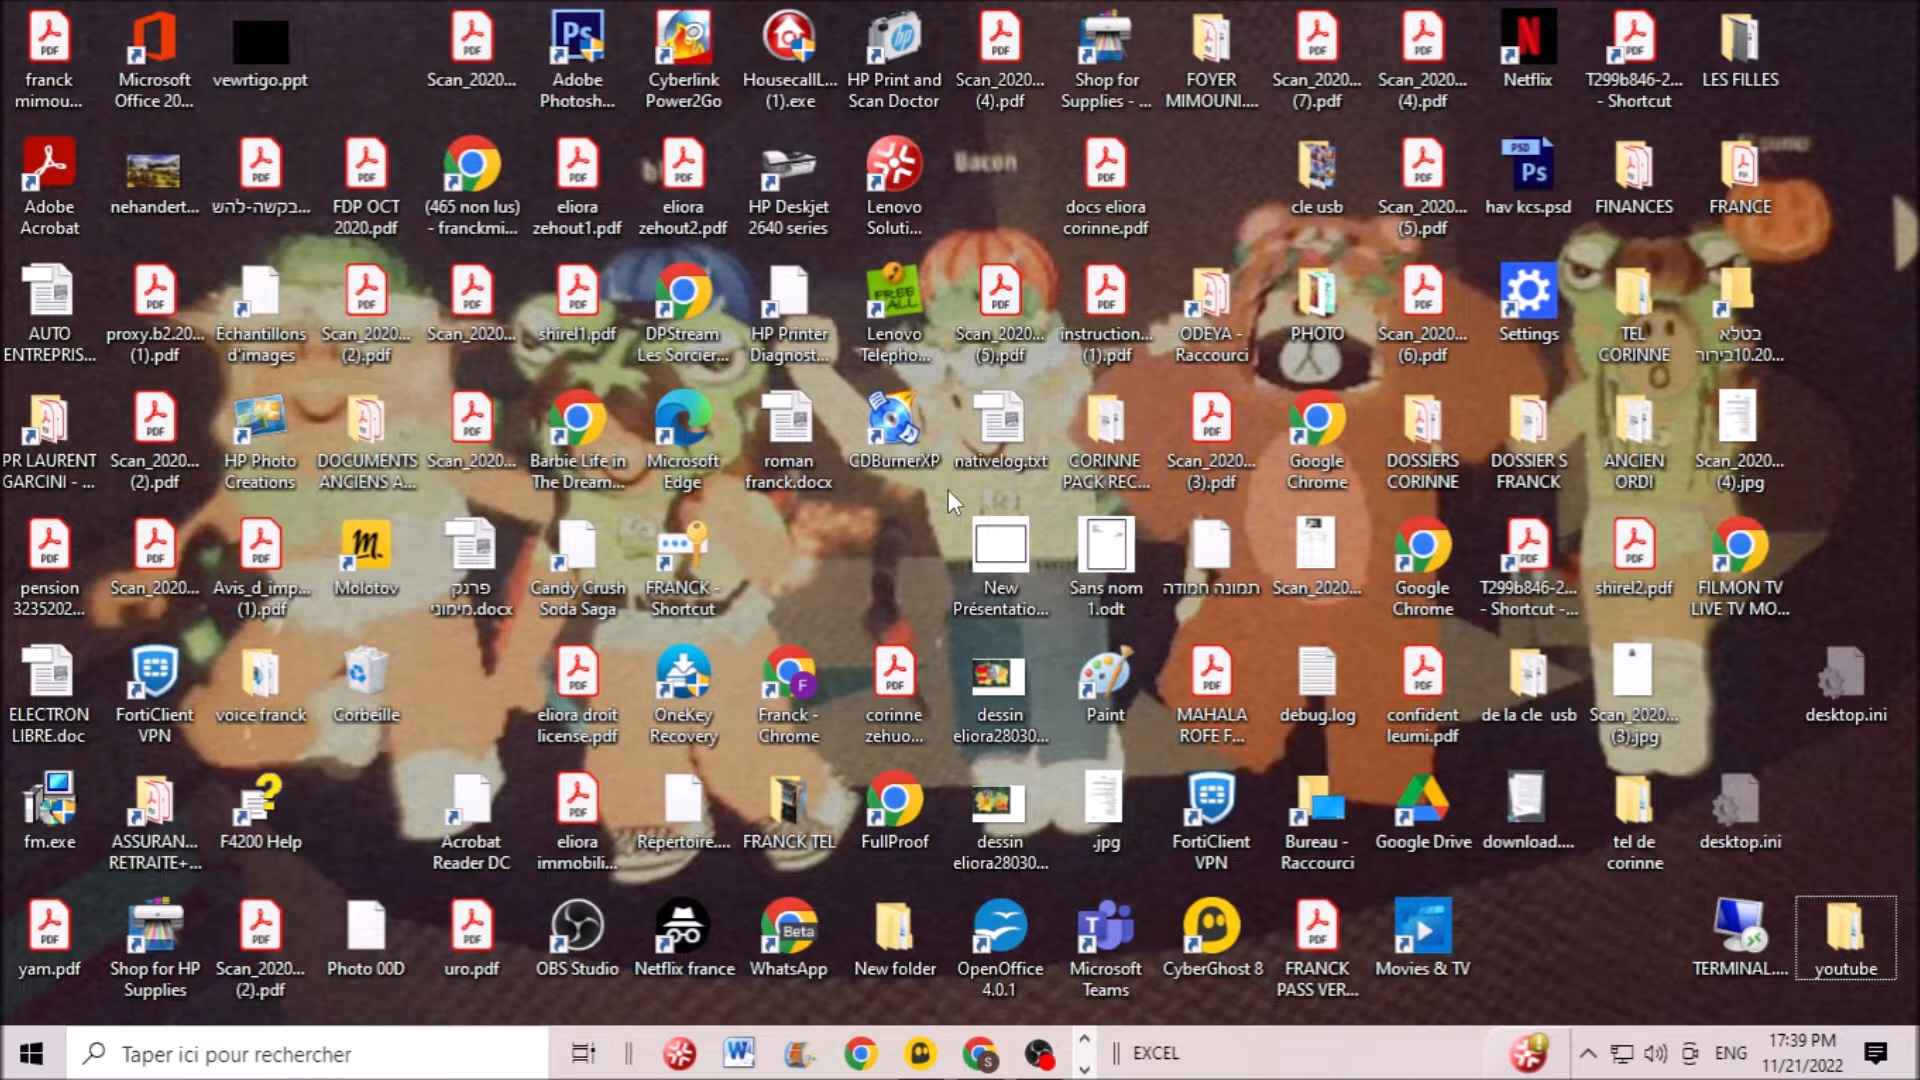 franck
mimou...
Microsoft
Office 20...
vewrtigo.ppt
Scan_2020...
Adobe
Photosh...
Cyberlink
Power2Go
HousecallL...
(1).exe
HP Print and
Scan Doctor
Scan_2020...
(4).pdf
Shop for
Supplies - ...
FOYER
MIMOUNI....
Scan_2020...
(7).pdf
Scan_2020...
(4).pdf
Netflix
T299b846-2...
- Shortcut
LES FILLES
Bacon
Adobe
Acrobat
nehandert...
בקשה-להש...
FDP OCT
2020.pdf
(465 non lus)
- franckmi...
eliora
zehout1.pdf
eliora
zehout2.pdf
HP Deskjet
2640 series
Lenovo
Soluti...
docs eliora
corinne.pdf
cle usb
Scan_2020...
(5).pdf
hav kcs.psd
FINANCES
FRANCE
AUTO
ENTREPRIS...
proxy.b2.20...
(1).pdf
Échantillons
d'images
Scan_2020...
(2).pdf
Scan_2020...
shirel1.pdf
DPStream
Les Sorcier...
HP Printer
Diagnost...
Lenovo
Telepho...
Scan_2020...
(5).pdf
instruction...
(1).pdf
ODEYA -
Raccourci
PHOTO
Scan_2020...
(6).pdf
Settings
TEL
CORINNE
בטלא
בירור10.20...
PR LAURENT
GARCINI - ...
Scan_2020...
(2).pdf
HP Photo
Creations
DOCUMENTS
ANCIENS A...
Scan_2020...
Barbie Life in
The Dream...
Microsoft
Edge
roman
franck.docx
CDBurnerXP
nativelog.txt
CORINNE
PACK REC...
Scan_2020...
(3).pdf
Google
Chrome
DOSSIERS
CORINNE
DOSSIER S
FRANCK
ANCIEN
ORDI
Scan_2020...
(4).jpg
pension
3235202...
Scan_2020...
Avis_d_imp...
(1).pdf
Molotov
פרנק
מימוני.docx
Candy Crush
Soda Saga
FRANCK -
Shortcut
New
Présentatio...
Sans nom
1.odt
תמונה חמודה
Scan_2020...
Google
Chrome
T299b846-2...
- Shortcut -...
shirel2.pdf
FILMON TV
LIVE TV MO...
ELECTRON
LIBRE.doc
FortiClient
VPN
voice franck
Corbeille
eliora droit
license.pdf
OneKey
Recovery
Franck -
Chrome
corinne
zehuo...
dessin
eliora28030...
Paint
MAHALA
ROFE F...
debug.log
confident
leumi.pdf
de la cle usb
Scan_2020...
(3).jpg
desktop.ini
fm.exe
ASSURAN...
RETRAITE+...
F4200 Help
Acrobat
Reader DC
eliora
immobili...
Répertoire....
FRANCK TEL
FullProof
dessin
eliora28030...
.jpg
FortiClient
VPN
Bureau -
Raccourci
Google Drive
download....
tel de
corinne
desktop.ini
yam.pdf
Shop for HP
Supplies
Scan_2020...
(2).pdf
Photo 00D
uro.pdf
OBS Studio
Netflix france
WhatsApp
New folder
OpenOffice
4.0.1
Microsoft
Teams
CyberGhost 8
FRANCK
PASS VER...
Movies & TV
TERMINAL....
youtube
Taper ici pour rechercher
EXCEL
ENG
17:39 PM
11/21/2022